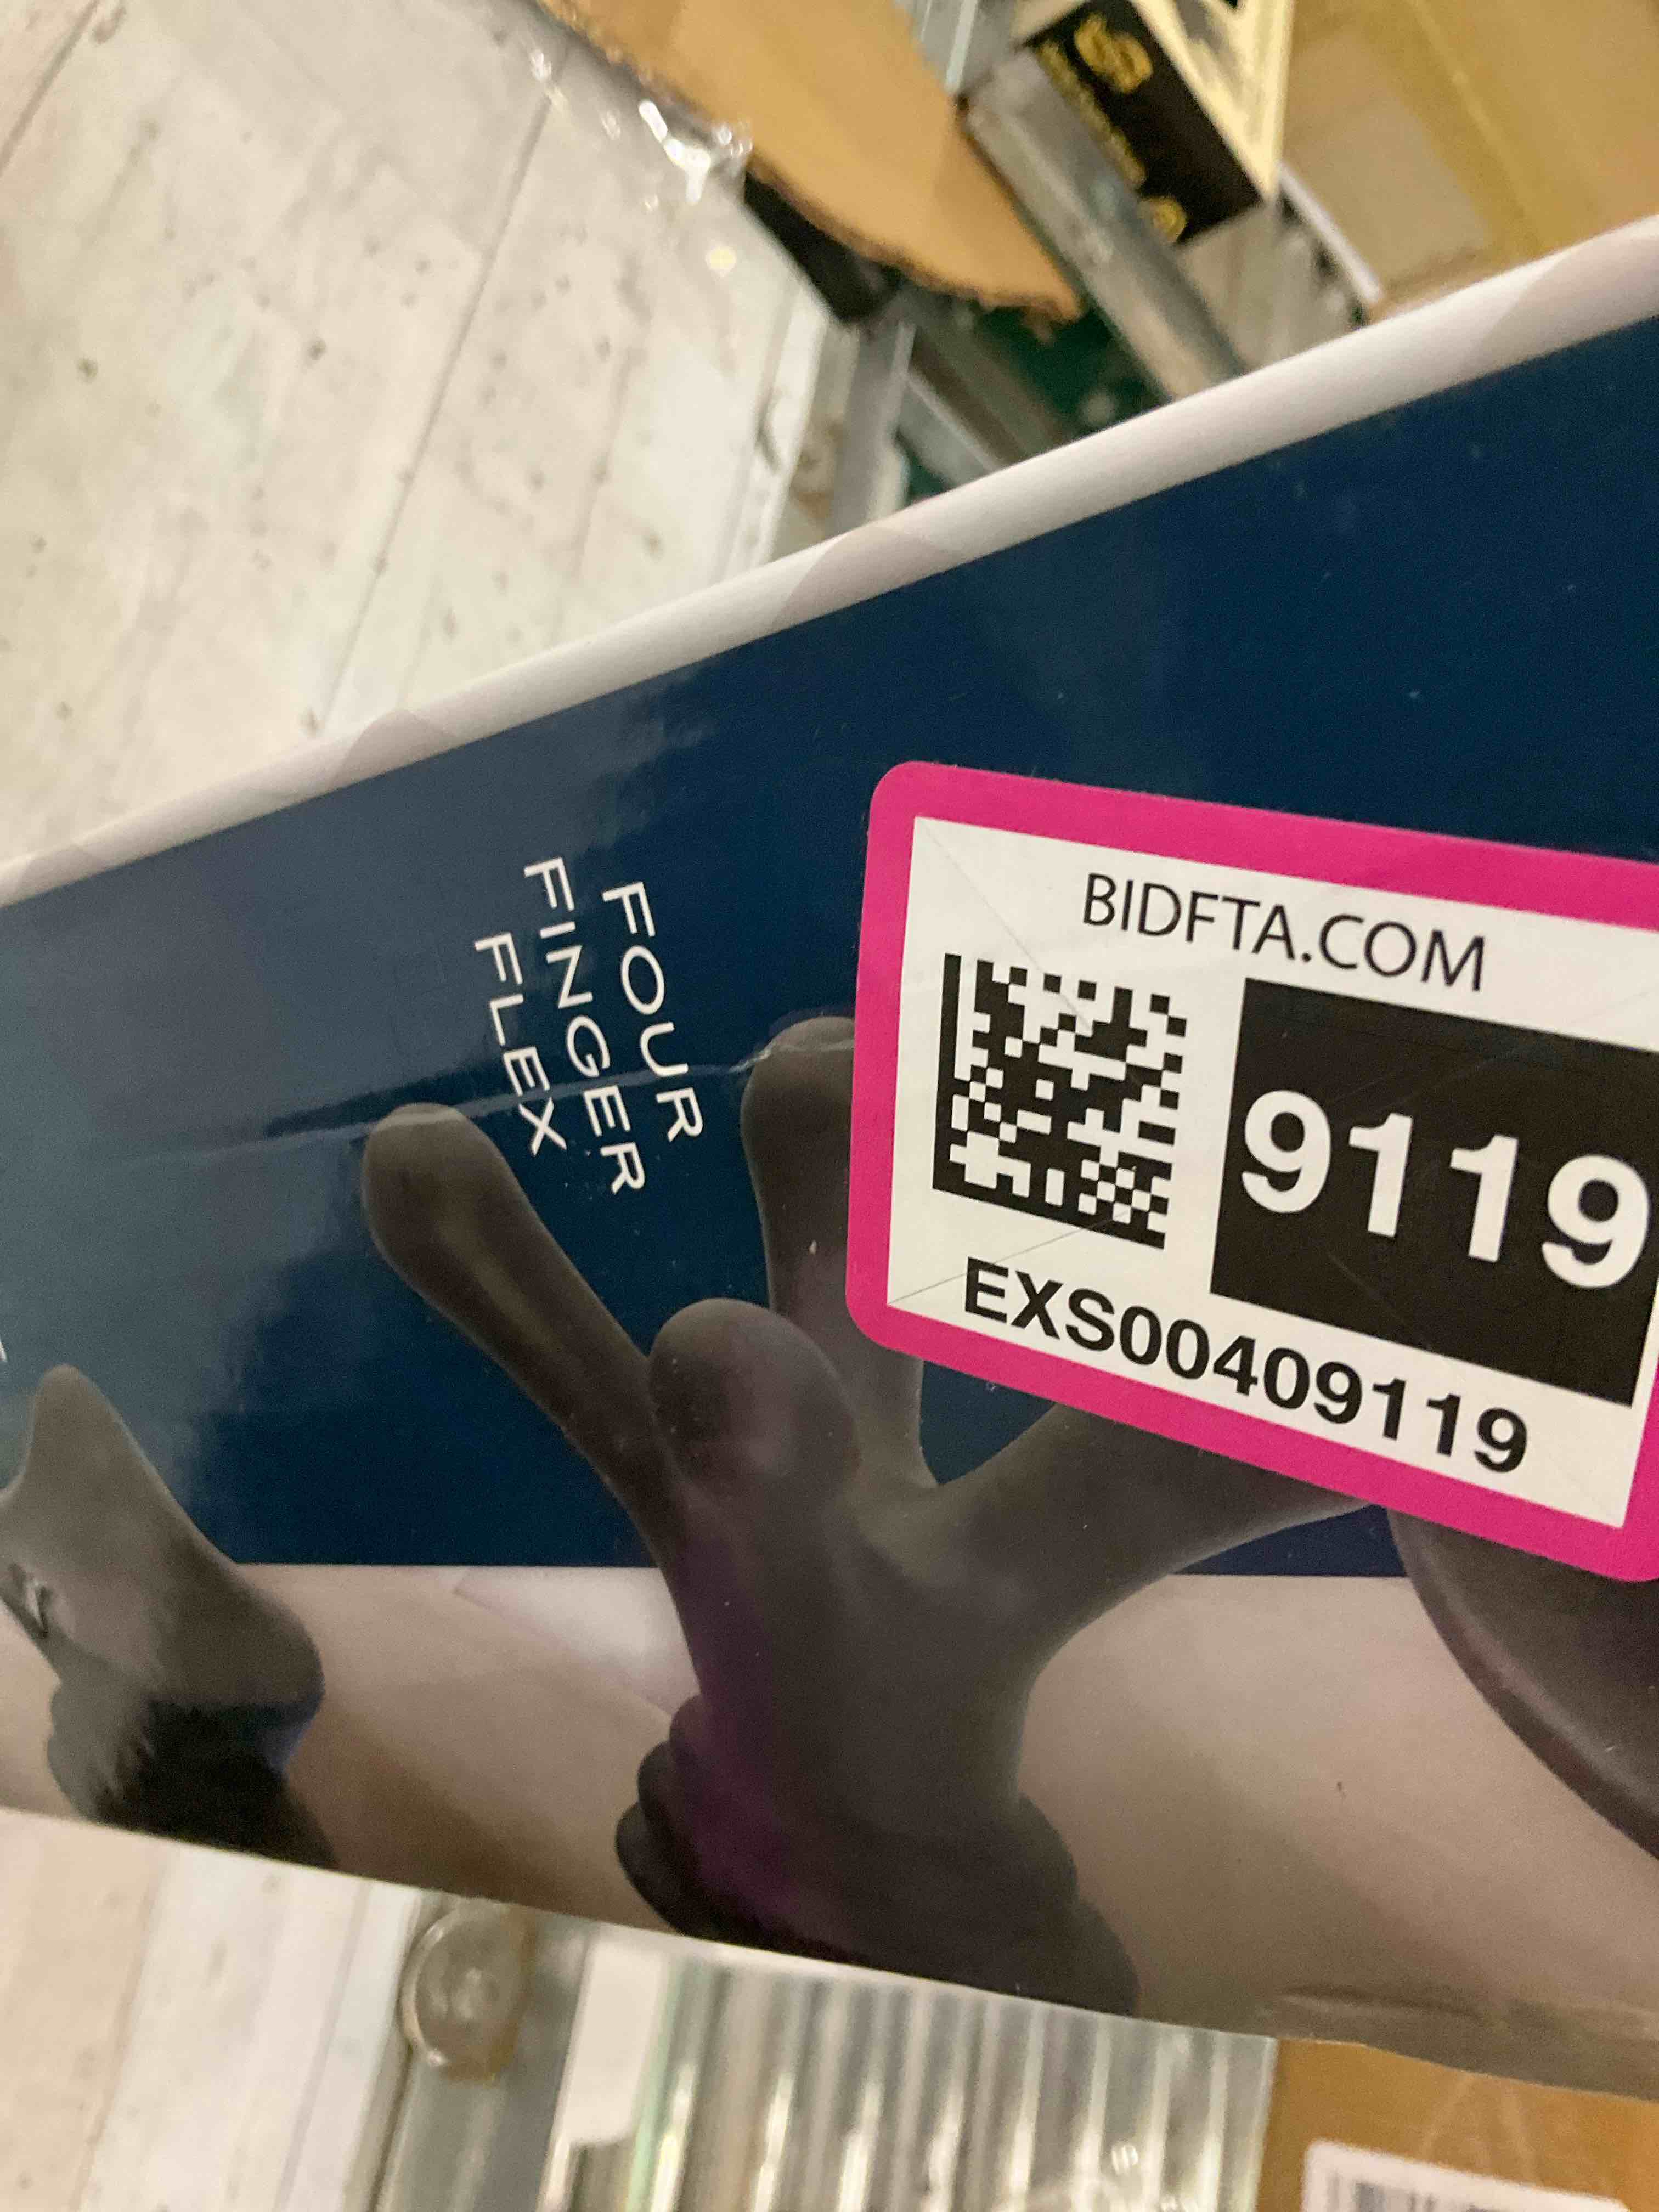 FOUR
FINGER
FLEX
BIDFTA.COM
9119
EXS00409119